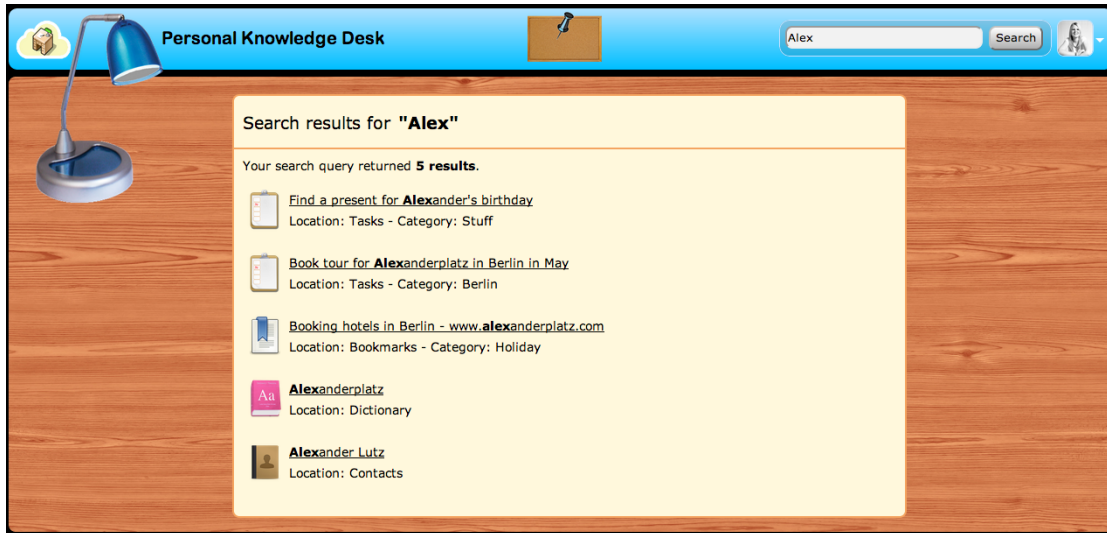 Personal Knowledge Desk
Alex
Search
Search results for "Alex"
Your search query returned 5 results.
Find a present for Alexander's birthday
Location: Tasks - Category: Stuff
Book tour for Alexanderplatz in Berlin in May
Location: Tasks - Category: Berlin
Booking hotels in Berlin - www.alexanderplatz.com
Location: Bookmarks - Category: Holiday
Aa
Alexanderplatz
Location: Dictionary
Alexander Lutz
Location: Contacts